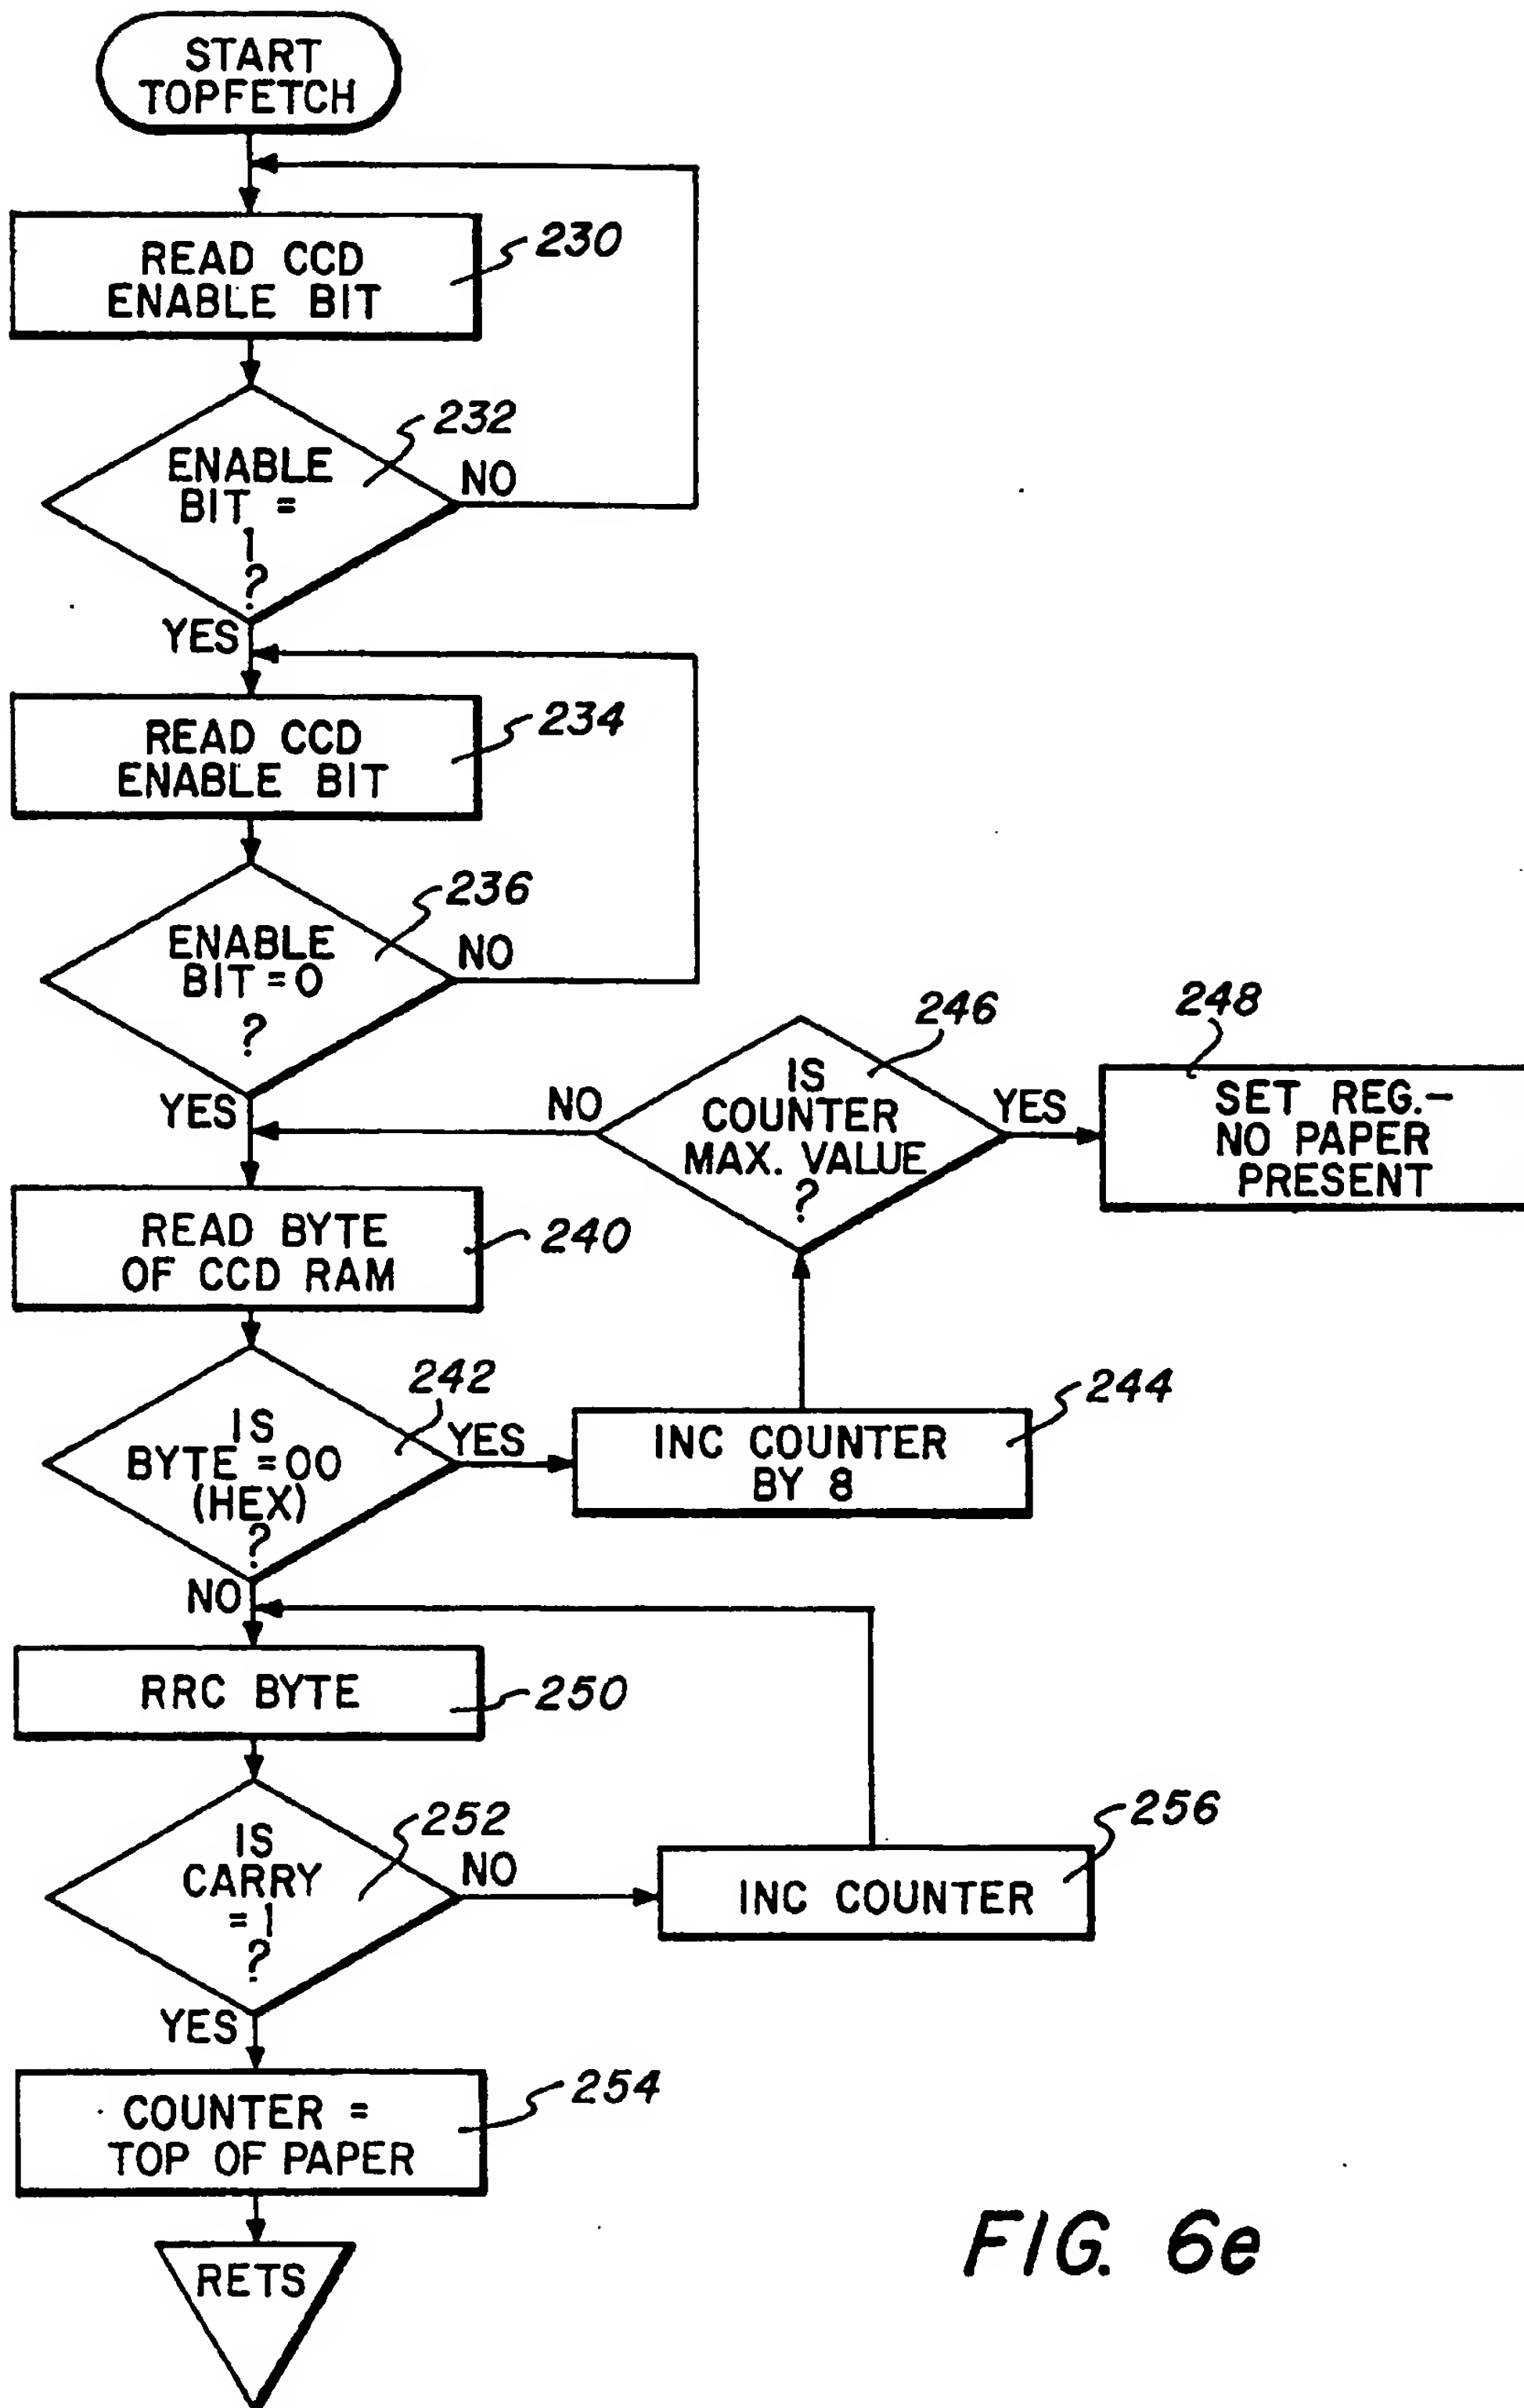 START
TOPFETCH
READ CCD
ENABLE BIT
230
ENABLE
BIT =
1
?
232
NO
YES
READ CCD
ENABLE BIT
234
ENABLE
BIT = 0
?
236
NO
YES
IS
COUNTER
MAX. VALUE
?
246
NO
YES
248
SET REG.-
NO PAPER
PRESENT
READ BYTE
OF CCD RAM
240
IS
BYTE = 00
(HEX)
?
242
YES
NO
INC COUNTER
BY 8
244
RRC BYTE
250
IS
CARRY
= 1
?
252
NO
YES
INC COUNTER
256
COUNTER =
TOP OF PAPER
254
RETS
FIG. 6e